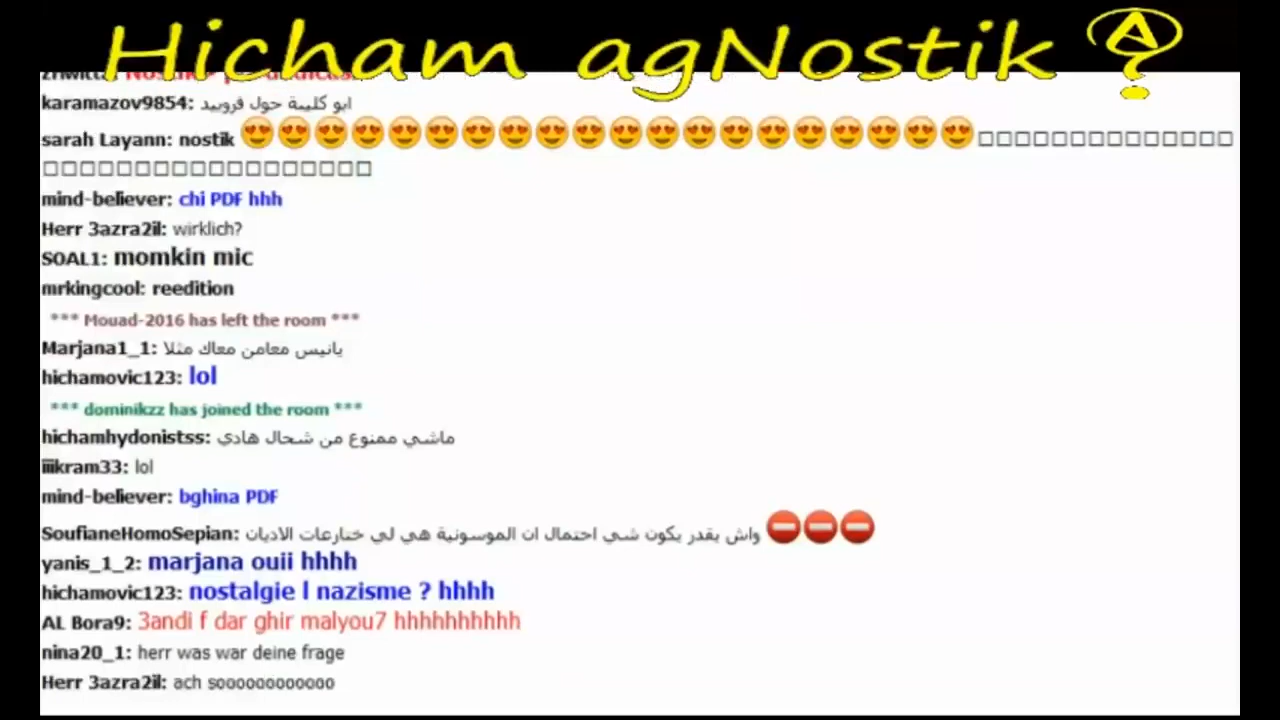 Hicham agNostik
karamazov9854: ابو كليبة حول فرويد
sarah Layann: nostik 😍😍😍😍😍😍😍😍😍😍😍😍😍😍😍😍😍😍😍😍
mind-believer: chi PDF hhh
Herr 3azra2il: wirklich?
SOAL1: momkin mic
mrkingcool: reedition
*** Mouad-2016 has left the room ***
Marjana1_1: يانيس معامن معاك مثلا
hichamovic123: lol
*** dominikzz has joined the room ***
hichamhydonistss: ماشي ممنوع من شحال هادي
iiikram33: lol
mind-believer: bghina PDF
SoufianeHomoSepian: واش يقدر يكون شي احتمال ان الموسونية هي لي ختارعات الاديان ⛔⛔⛔
yanis_1_2: marjana ouii hhhh
hichamovic123: nostalgie l nazisme ? hhhh
AL Bora9: 3andi f dar ghir malyou7 hhhhhhhhhh
nina20_1: herr was war deine frage
Herr 3azra2il: ach soooooooooooo